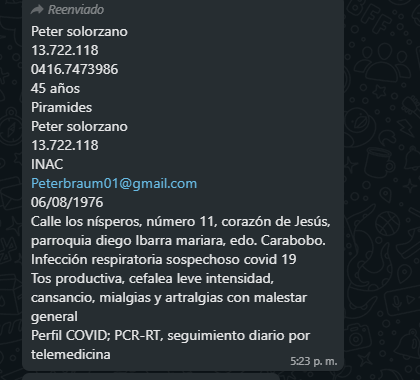 Reenviado
Peter solorzano
13.722.118
0416.7473986
45 años
Piramides
Peter solorzano
13.722.118
INAC
Peterbraum01@gmail.com
06/08/1976
Calle los nísperos, número 11, corazón de Jesús,
parroquia diego Ibarra mariara, edo. Carabobo.
Infección respiratoria sospechoso covid 19
Tos productiva, cefalea leve intensidad,
cansancio, mialgias y artralgias con malestar
general
Perfil COVID; PCR-RT, seguimiento diario por
telemedicina
5:23 p. m.